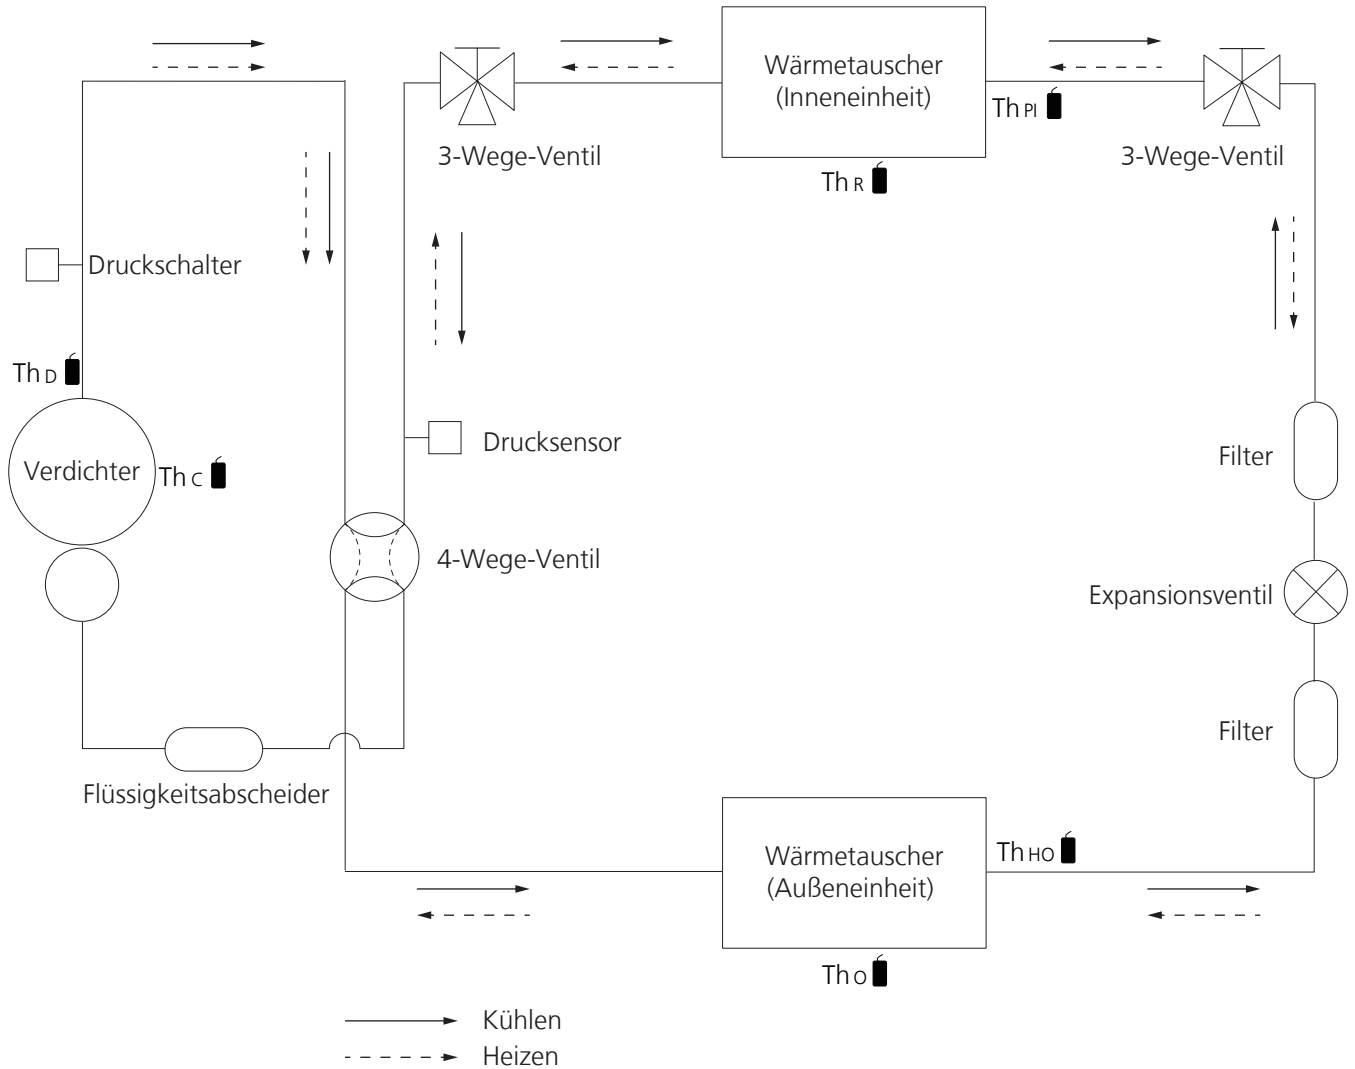 Wärmetauscher
(Inneneinheit)
Th PI
3-Wege-Ventil
3-Wege-Ventil
Th R
Druckschalter
Th D
Drucksensor
Filter
Verdichter
Th C
4-Wege-Ventil
Expansionsventil
Filter
Flüssigkeitsabscheider
Wärmetauscher
(Außeneinheit)
Th HO
Th O
Kühlen
Heizen